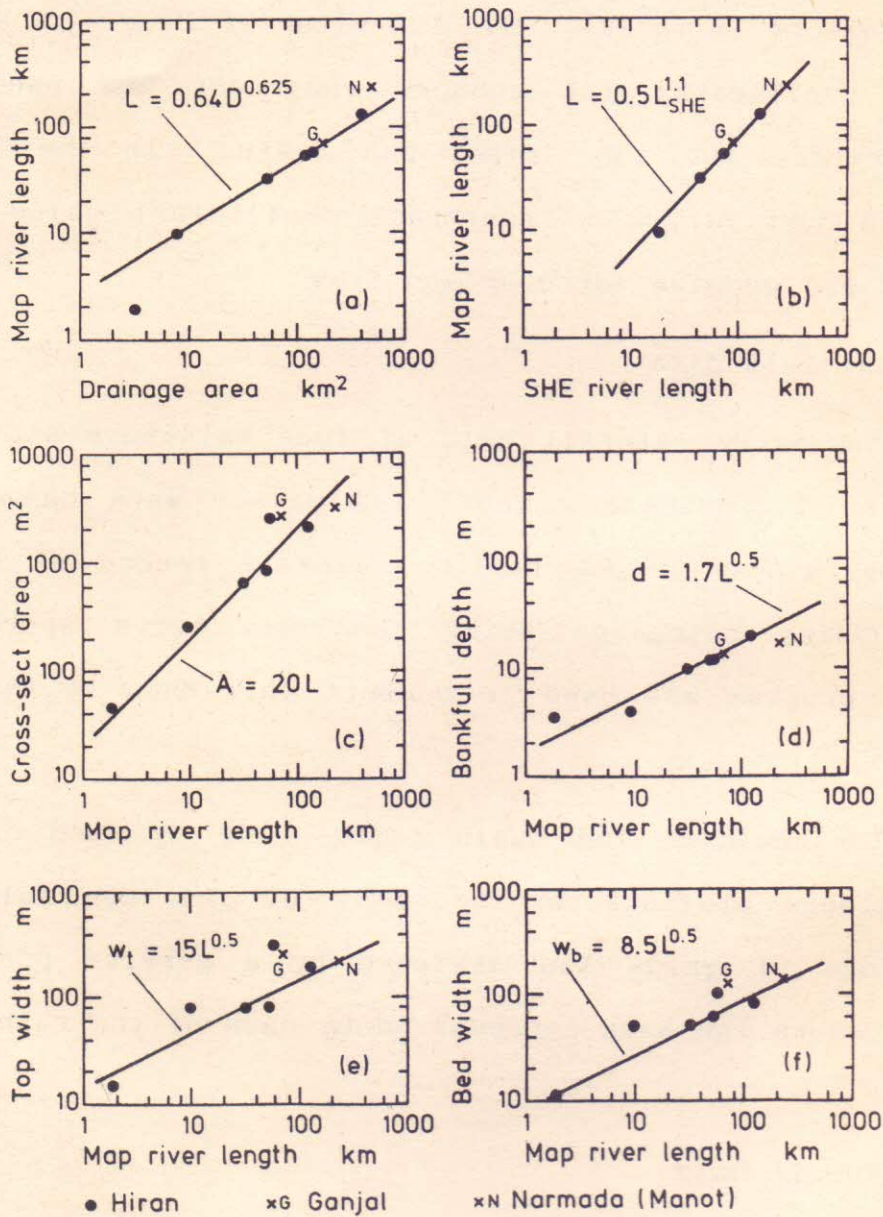 1000
100
10
1
Map river length km
L = 0.64D^0.625
N
G
(a)
1 10 100 1000
Drainage area km²
1000
100
10
1
Map river length km
L = 0.5L_SHE^1.1
N
G
(b)
1 10 100 1000
SHE river length km
10000
1000
100
10
Cross-sect area m²
G
N
A = 20L
(c)
1 10 100 1000
Map river length km
1000
100
10
1
Bankfull depth m
d = 1.7L^0.5
G
N
(d)
1 10 100 1000
Map river length km
1000
100
10
Top width m
w_t = 15L^0.5
G
N
(e)
1 10 100 1000
Map river length km
1000
100
10
Bed width m
w_b = 8.5L^0.5
G
N
(f)
1 10 100 1000
Map river length km
● Hiran ×G Ganjal ×N Narmada (Manot)